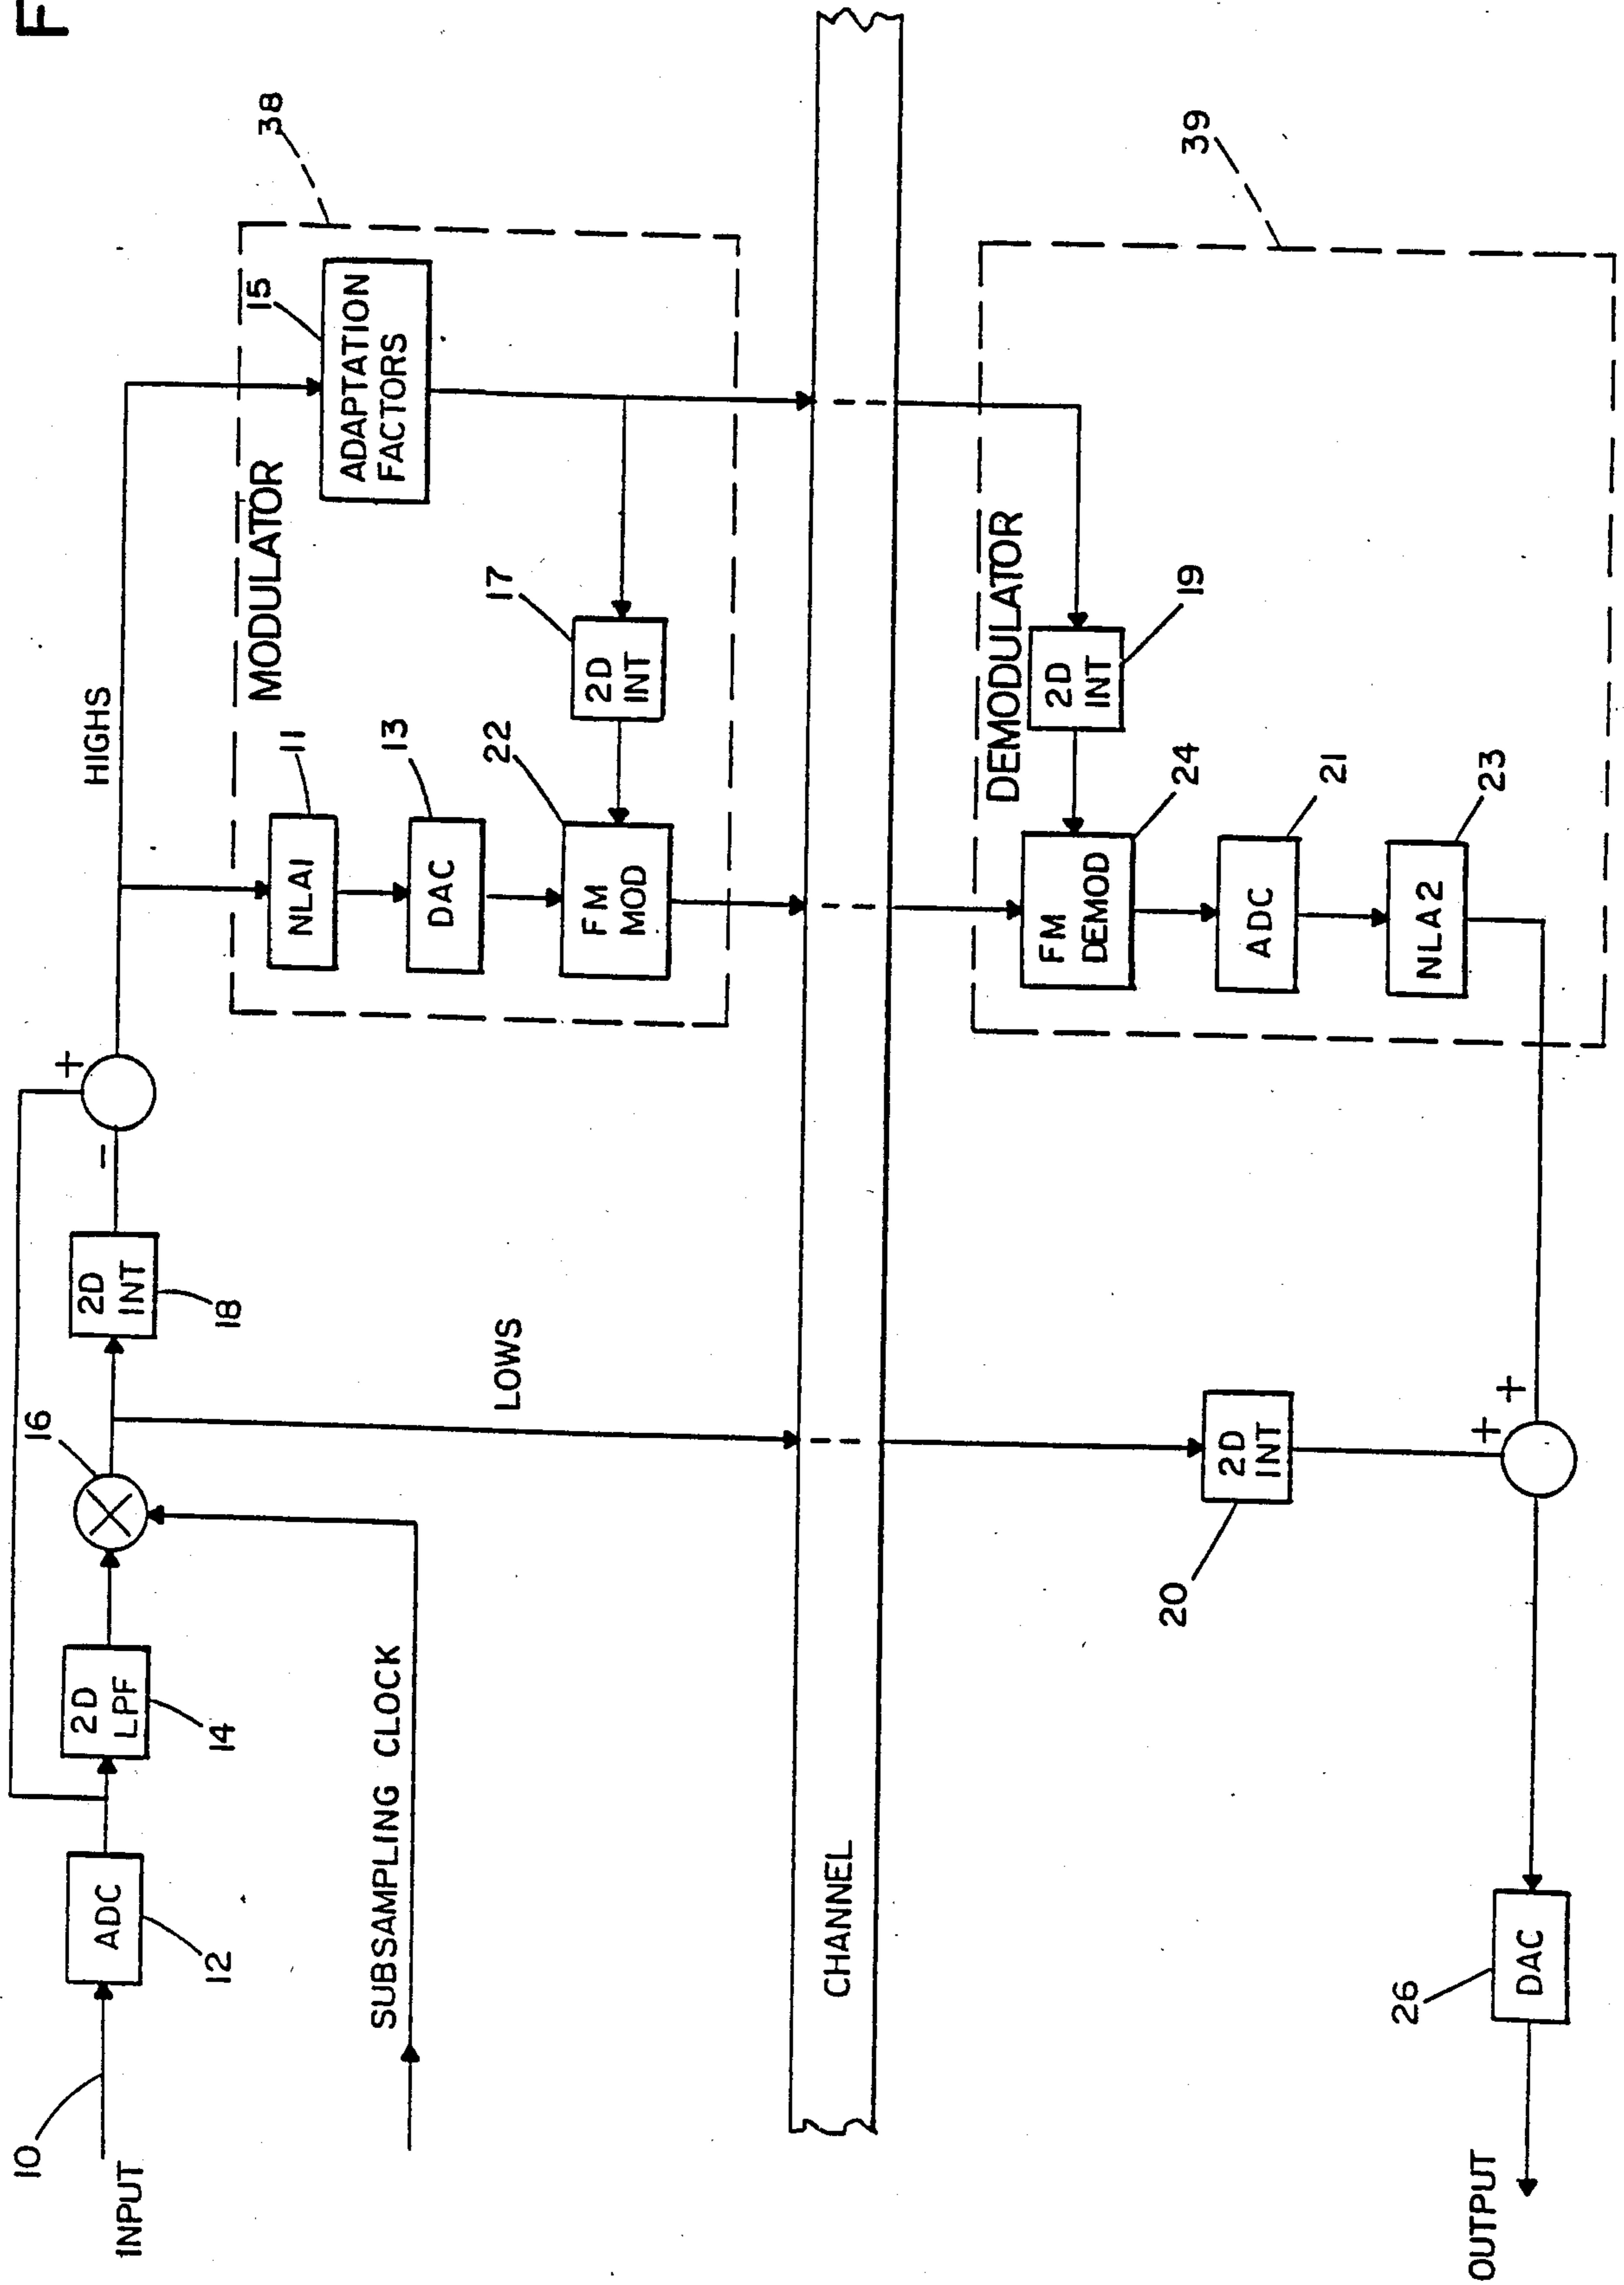 F
10
INPUT
ADC
12
2D
LPF
14
16
2D
INT
18
+
−
HIGHS
SUBSAMPLING CLOCK
LOWS
MODULATOR
38
NLA1
11
DAC
13
FM
MOD
22
2D
INT
17
ADAPTATION
FACTORS
15
CHANNEL
DEMODULATOR
39
2D
INT
19
FM
DEMOD
24
ADC
21
NLA2
23
2D
INT
20
+
+
DAC
26
OUTPUT